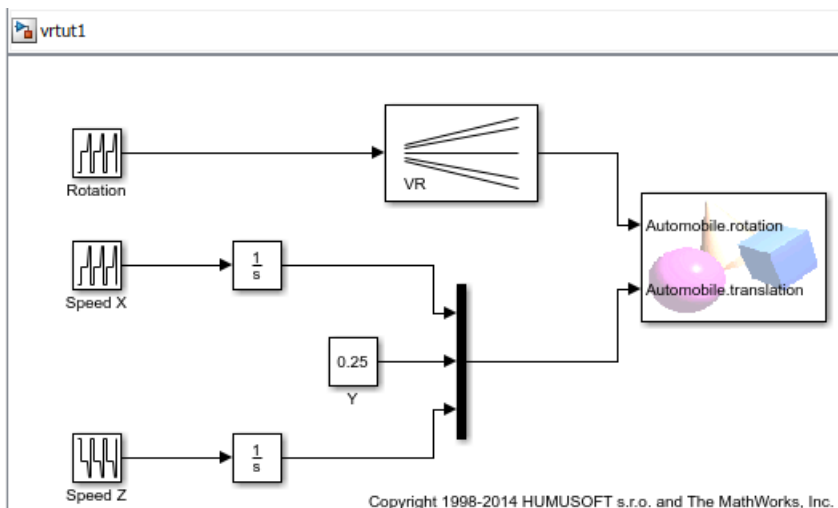 vrtut1
Rotation
VR
Automobile.rotation
Speed X
1
s
Automobile.translation
0.25
Y
Speed Z
1
s
Copyright 1998-2014 HUMUSOFT s.r.o. and The MathWorks, Inc.